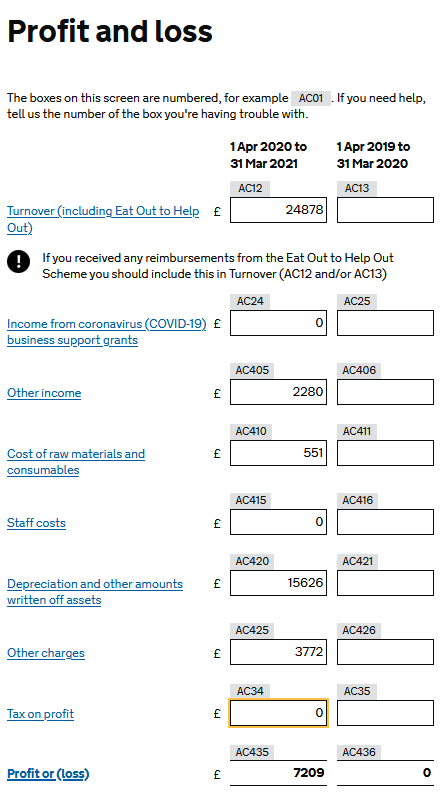 Profit and loss
The boxes on this screen are numbered, for example AC01 . If you need help,
tell us the number of the box you're having trouble with.
1 Apr 2020 to 1 Apr 2019 to
31 Mar 2021 31 Mar 2020
AC12 AC13
Turnover (including Eat Out to Help £ 24878
Out)
! If you received any reimbursements from the Eat Out to Help Out
Scheme you should include this in Turnover (AC12 and/or AC13)
AC24 AC25
Income from coronavirus (COVID-19) £ 0
business support grants
AC405 AC406
Other income £ 2280
AC410 AC411
Cost of raw materials and £ 551
consumables
AC415 AC416
Staff costs £ 0
AC420 AC421
Depreciation and other amounts £ 15626
written off assets
AC425 AC426
Other charges £ 3772
AC34 AC35
Tax on profit £ 0
AC435 AC436
Profit or (loss) £ 7209 0